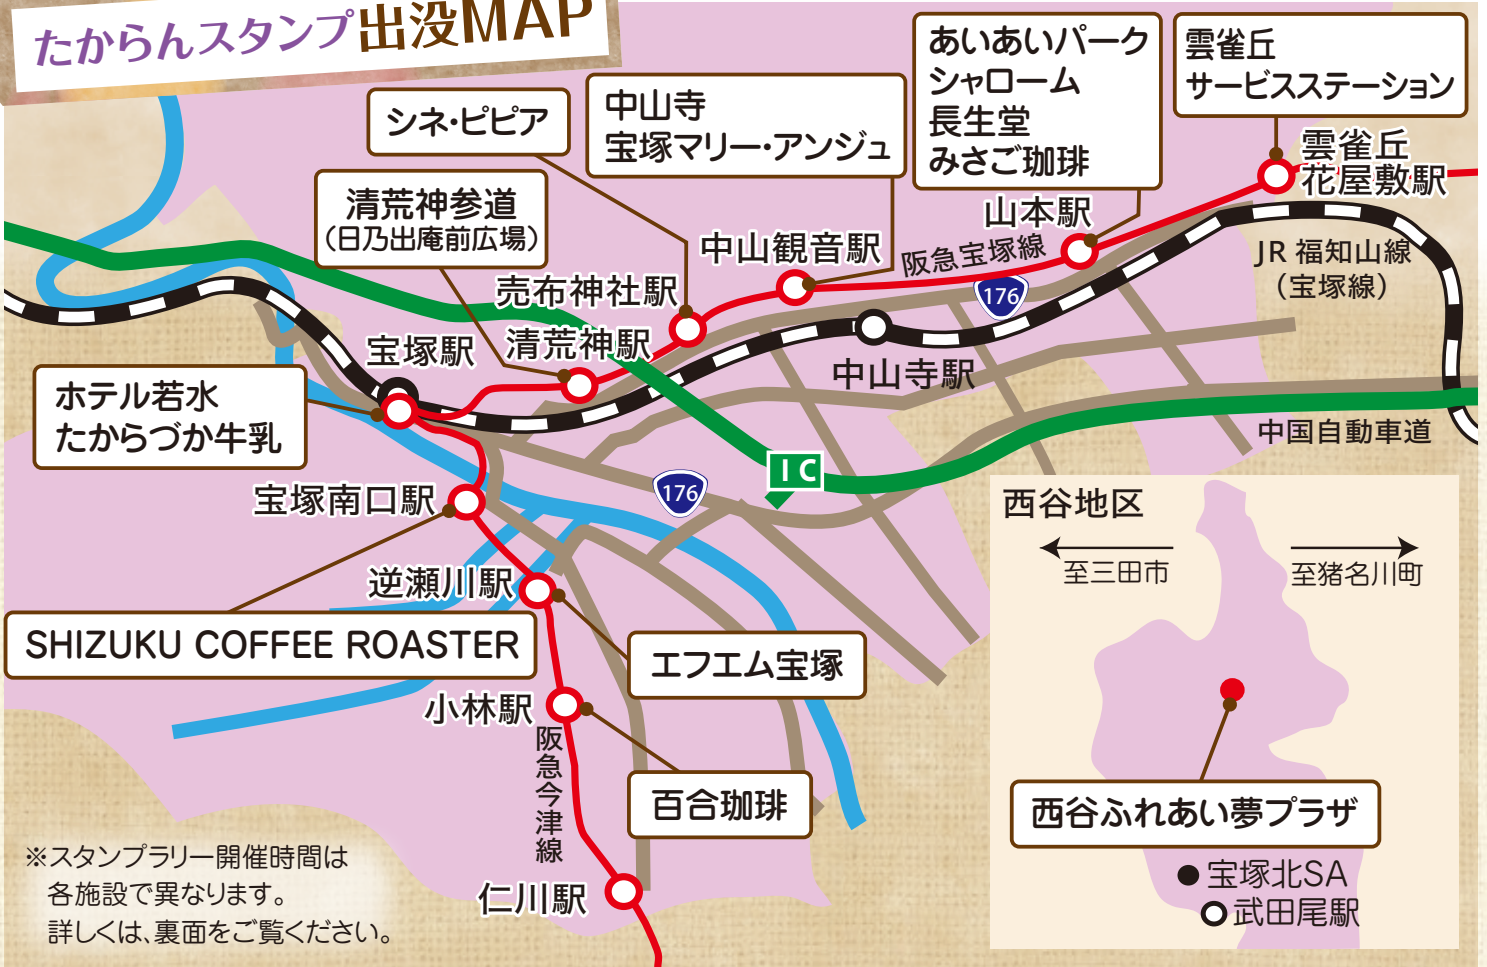 たからんスタンプ出没MAP
あいあいパーク
シャローム
長生堂
みさご珈琲
雲雀丘
サービスステーション
シネ・ピピア
中山寺
宝塚マリー・アンジュ
雲雀丘
花屋敷駅
清荒神参道
（日乃出庵前広場）
山本駅
中山観音駅
阪急宝塚線
JR 福知山線
（宝塚線）
売布神社駅
176
清荒神駅
宝塚駅
中山寺駅
ホテル若水
たからづか牛乳
中国自動車道
IC
176
宝塚南口駅
西谷地区
至三田市
至猪名川町
逆瀬川駅
SHIZUKU COFFEE ROASTER
エフエム宝塚
小林駅
阪急今津線
百合珈琲
西谷ふれあい夢プラザ
宝塚北SA
武田尾駅
仁川駅
※スタンプラリー開催時間は
各施設で異なります。
詳しくは、裏面をご覧ください。